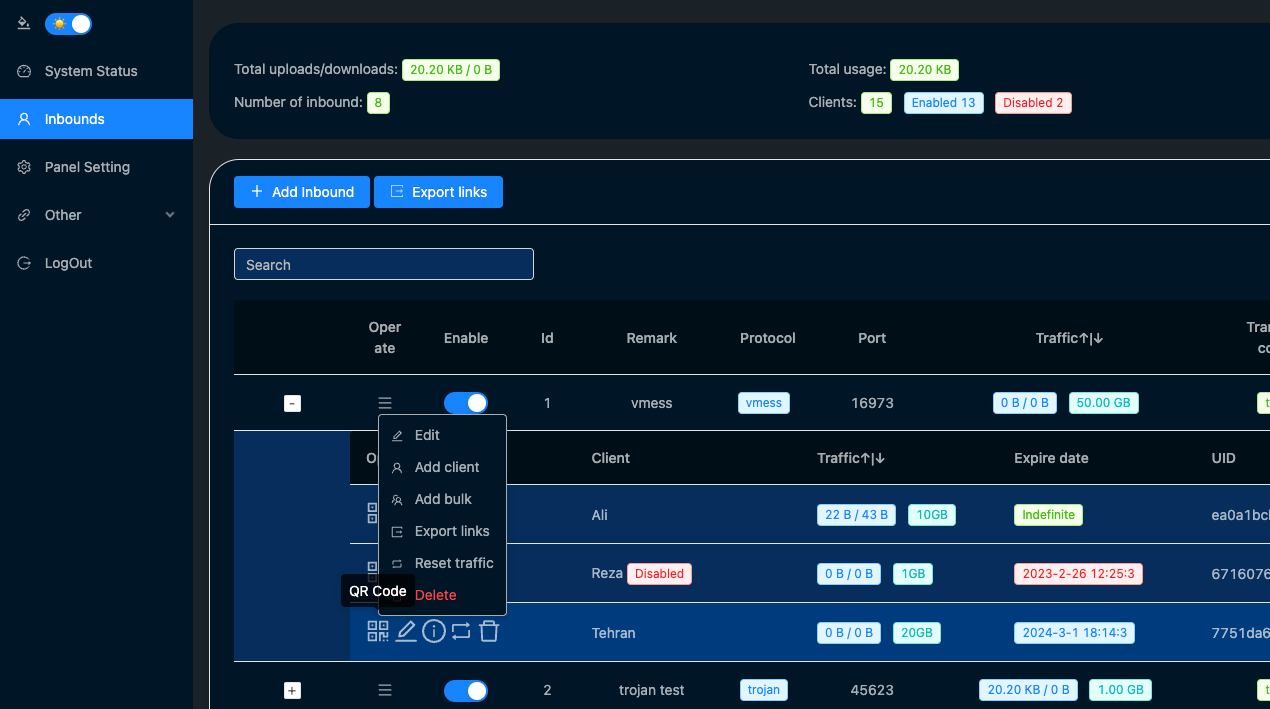 System Status
Inbounds
Panel Setting
Other
LogOut
Total uploads/downloads: 20.20 KB / 0 B
Total usage: 20.20 KB
Number of inbound: 8
Clients: 15 Enabled 13 Disabled 2
+ Add Inbound Export links
Search
Oper
ate Enable Id Remark Protocol Port Traffic↑|↓
- 1 vmess vmess 16973 0 B / 0 B 50.00 GB
Client Traffic↑|↓ Expire date UID
Edit
Add client
Add bulk
Export links
Reset traffic
Delete
QR Code
Ali 22 B / 43 B 10GB Indefinite ea0a1bc
Reza Disabled 0 B / 0 B 1GB 2023-2-26 12:25:3 6716076
Tehran 0 B / 0 B 20GB 2024-3-1 18:14:3 7751da6
+ 2 trojan test trojan 45623 20.20 KB / 0 B 1.00 GB